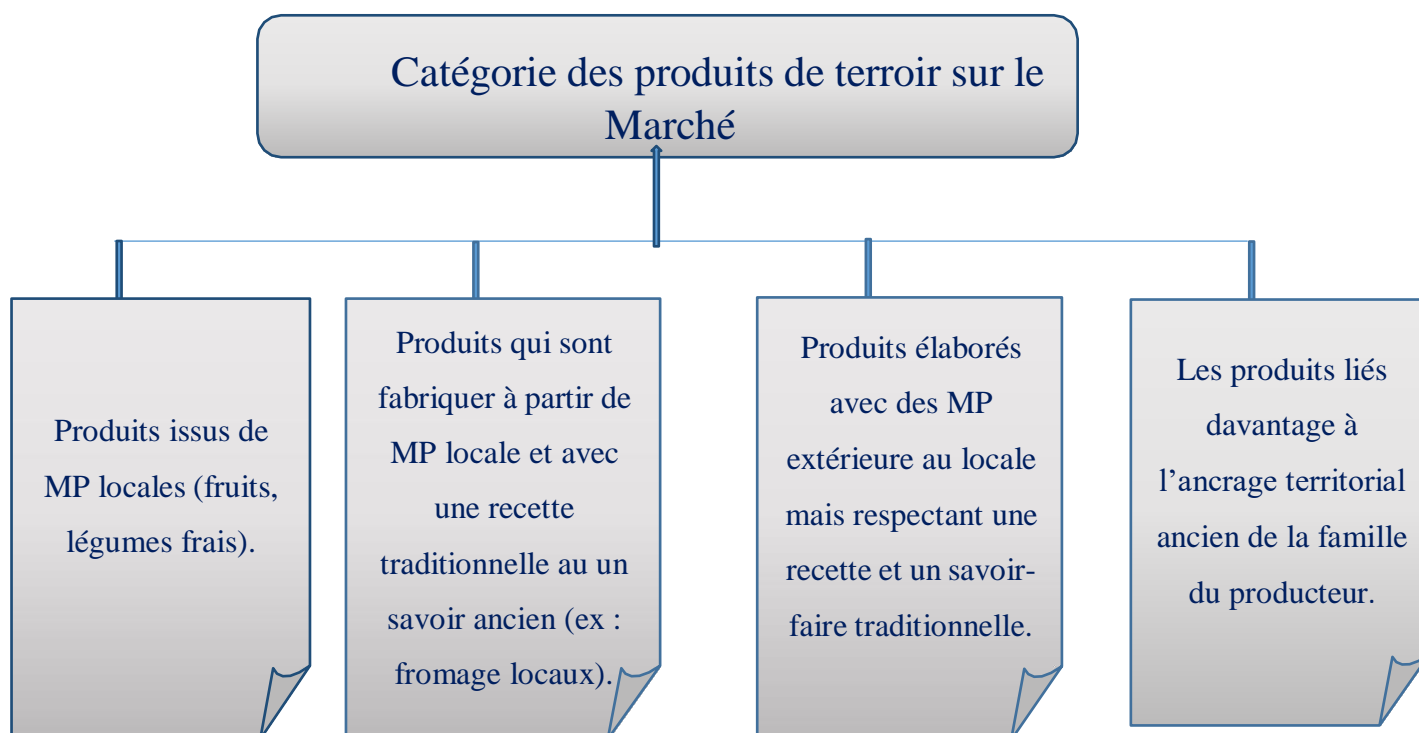 Catégorie des produits de terroir sur le
Marché
Produits issus de
MP locales (fruits,
légumes frais).
Produits qui sont
fabriquer à partir de
MP locale et avec
une recette
traditionnelle au un
savoir ancien (ex :
fromage locaux).
Produits élaborés
avec des MP
extérieure au locale
mais respectant une
recette et un savoir-
faire traditionnelle.
Les produits liés
davantage à
l’ancrage territorial
ancien de la famille
du producteur.